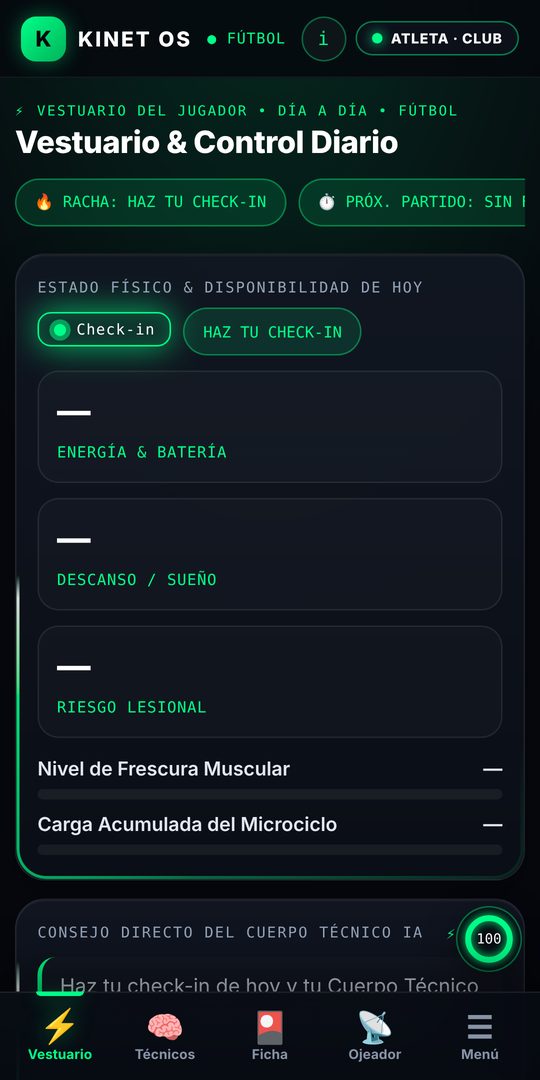 K KINET OS ● FÚTBOL i ● ATLETA · CLUB
⚡ VESTUARIO DEL JUGADOR • DÍA A DÍA • FÚTBOL
Vestuario & Control Diario
🔥 RACHA: HAZ TU CHECK-IN ⏱️ PRÓX. PARTIDO: SIN
ESTADO FÍSICO & DISPONIBILIDAD DE HOY
Check-in HAZ TU CHECK-IN
—
ENERGÍA & BATERÍA
—
DESCANSO / SUEÑO
—
RIESGO LESIONAL
Nivel de Frescura Muscular —
Carga Acumulada del Microciclo —
CONSEJO DIRECTO DEL CUERPO TÉCNICO IA ⚡ 100
Haz tu check-in de hoy y tu Cuerpo Técnico
Vestuario Técnicos Ficha Ojeador Menú